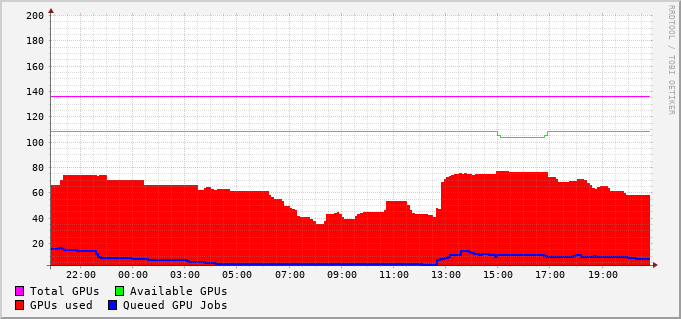 200
180
160
140
120
100
80
60
40
20
22:00 00:00 03:00 05:00 07:00 09:00 11:00 13:00 15:00 17:00 19:00
Total GPUs Available GPUs
GPUs used Queued GPU Jobs
RRDTOOL / TOBI OETIKER